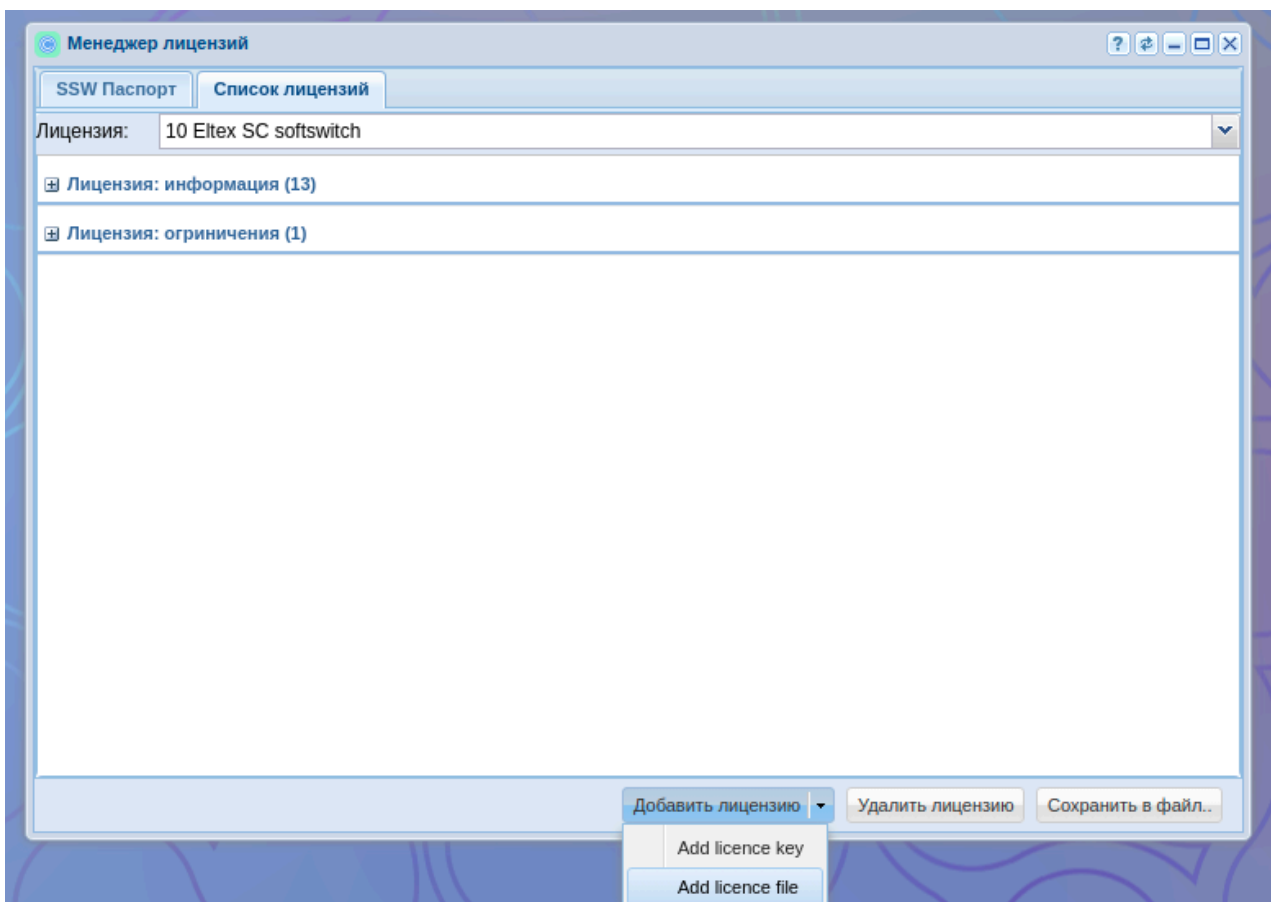 Менеджер лицензий
SSW Паспорт Список лицензий
Лицензия: 10 Eltex SC softswitch
Лицензия: информация (13)
Лицензия: огриничения (1)
Добавить лицензию Удалить лицензию Сохранить в файл..
Add licence key
Add licence file